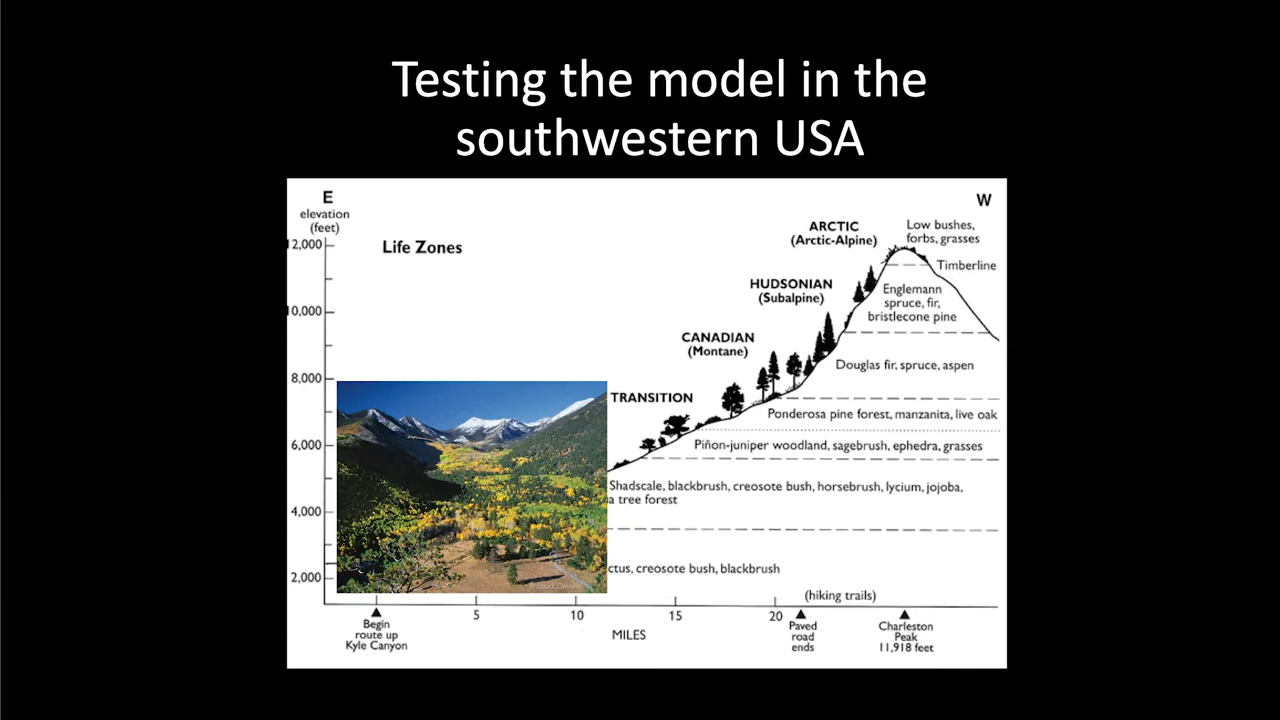 Testing the model in the
southwestern USA
E
W
elevation
(feet)
Life Zones
ARCTIC
(Arctic-Alpine)
Low bushes,
forbs, grasses
12,000
Timberline
HUDSONIAN
(Subalpine)
Englemann
spruce, fir,
bristlecone pine
10,000
CANADIAN
(Montane)
Douglas fir, spruce, aspen
8,000
TRANSITION
Ponderosa pine forest, manzanita, live oak
6,000
Piñon-juniper woodland, sagebrush, ephedra, grasses
Shadscale, blackbrush, creosote bush, horsebrush, lycium, jojoba,
a tree forest
4,000
ctus, creosote bush, blackbrush
2,000
(hiking trails)
5
10
15
20
MILES
Begin
route up
Kyle Canyon
Paved
road
ends
Charleston
Peak
11,918 feet